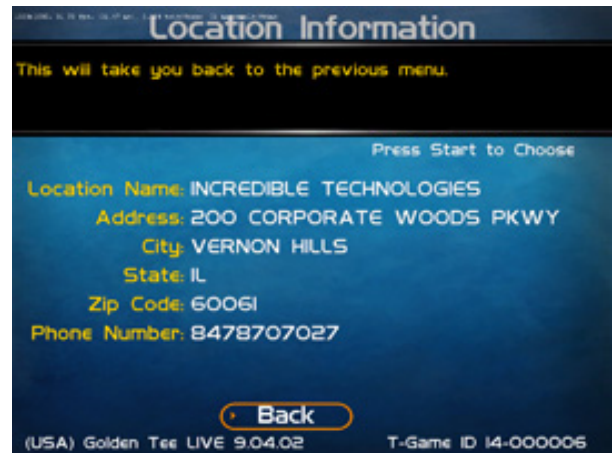 Location Information
This will take you back to the previous menu.
Press Start to Choose
Location Name: INCREDIBLE TECHNOLOGIES
Address: 200 CORPORATE WOODS PKWY
City: VERNON HILLS
State: IL
Zip Code: 60061
Phone Number: 8478707027
Back
(USA) Golden Tee LIVE 9.04.02
T-Game ID 14-000006